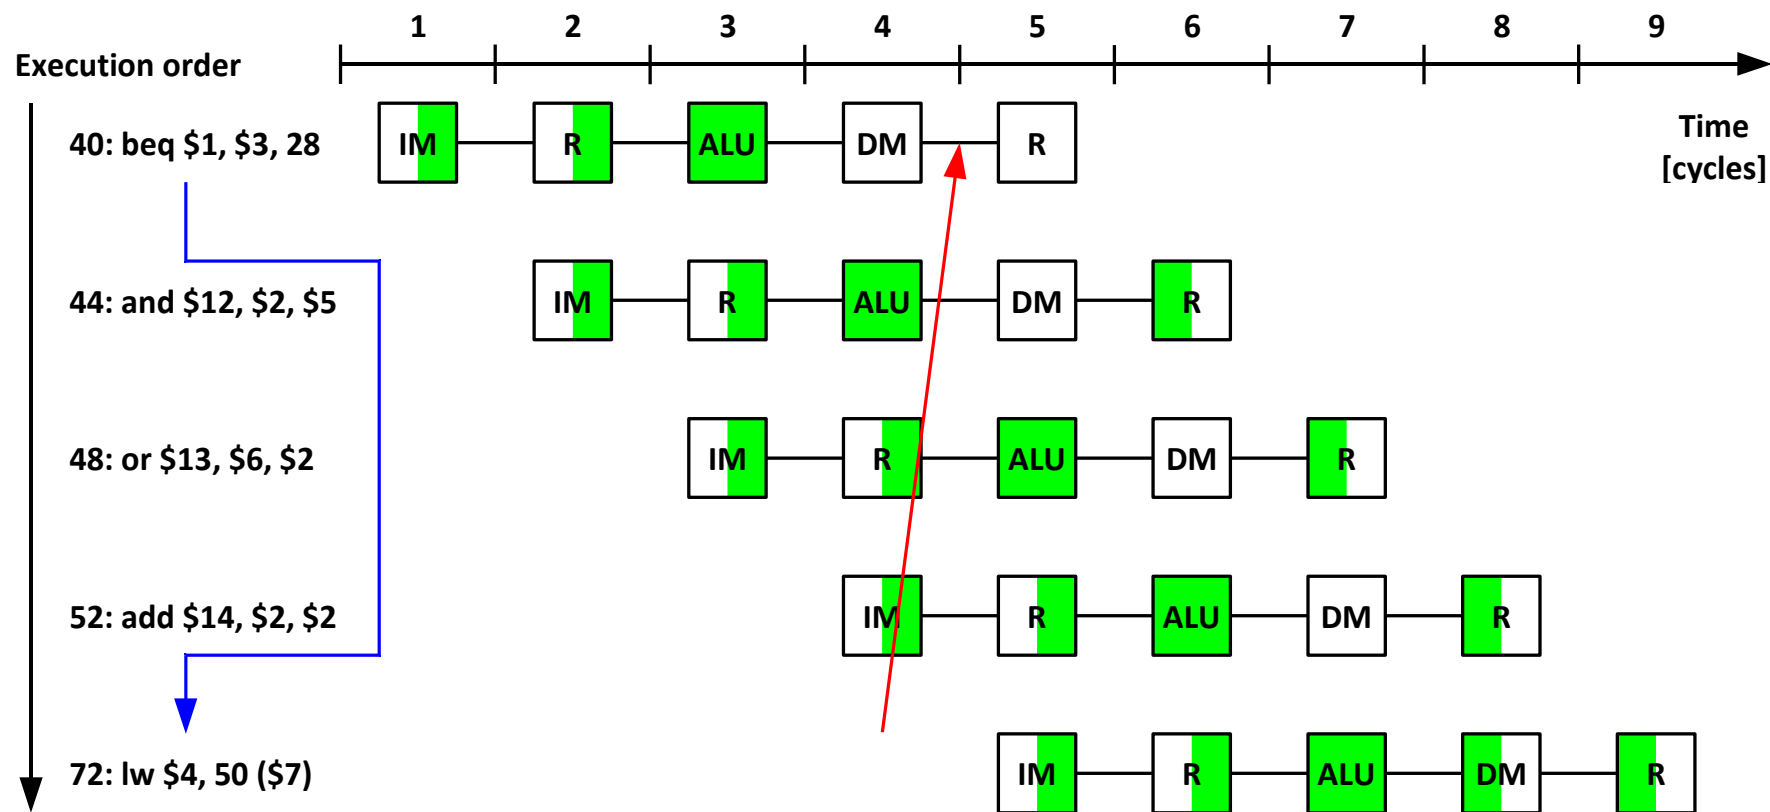 1 2 3 4 5 6 7 8 9
Execution order
Time
[cycles]
40: beq $1, $3, 28
IM R ALU DM R
44: and $12, $2, $5
IM R ALU DM R
48: or $13, $6, $2
IM R ALU DM R
52: add $14, $2, $2
IM R ALU DM R
72: lw $4, 50 ($7)
IM R ALU DM R